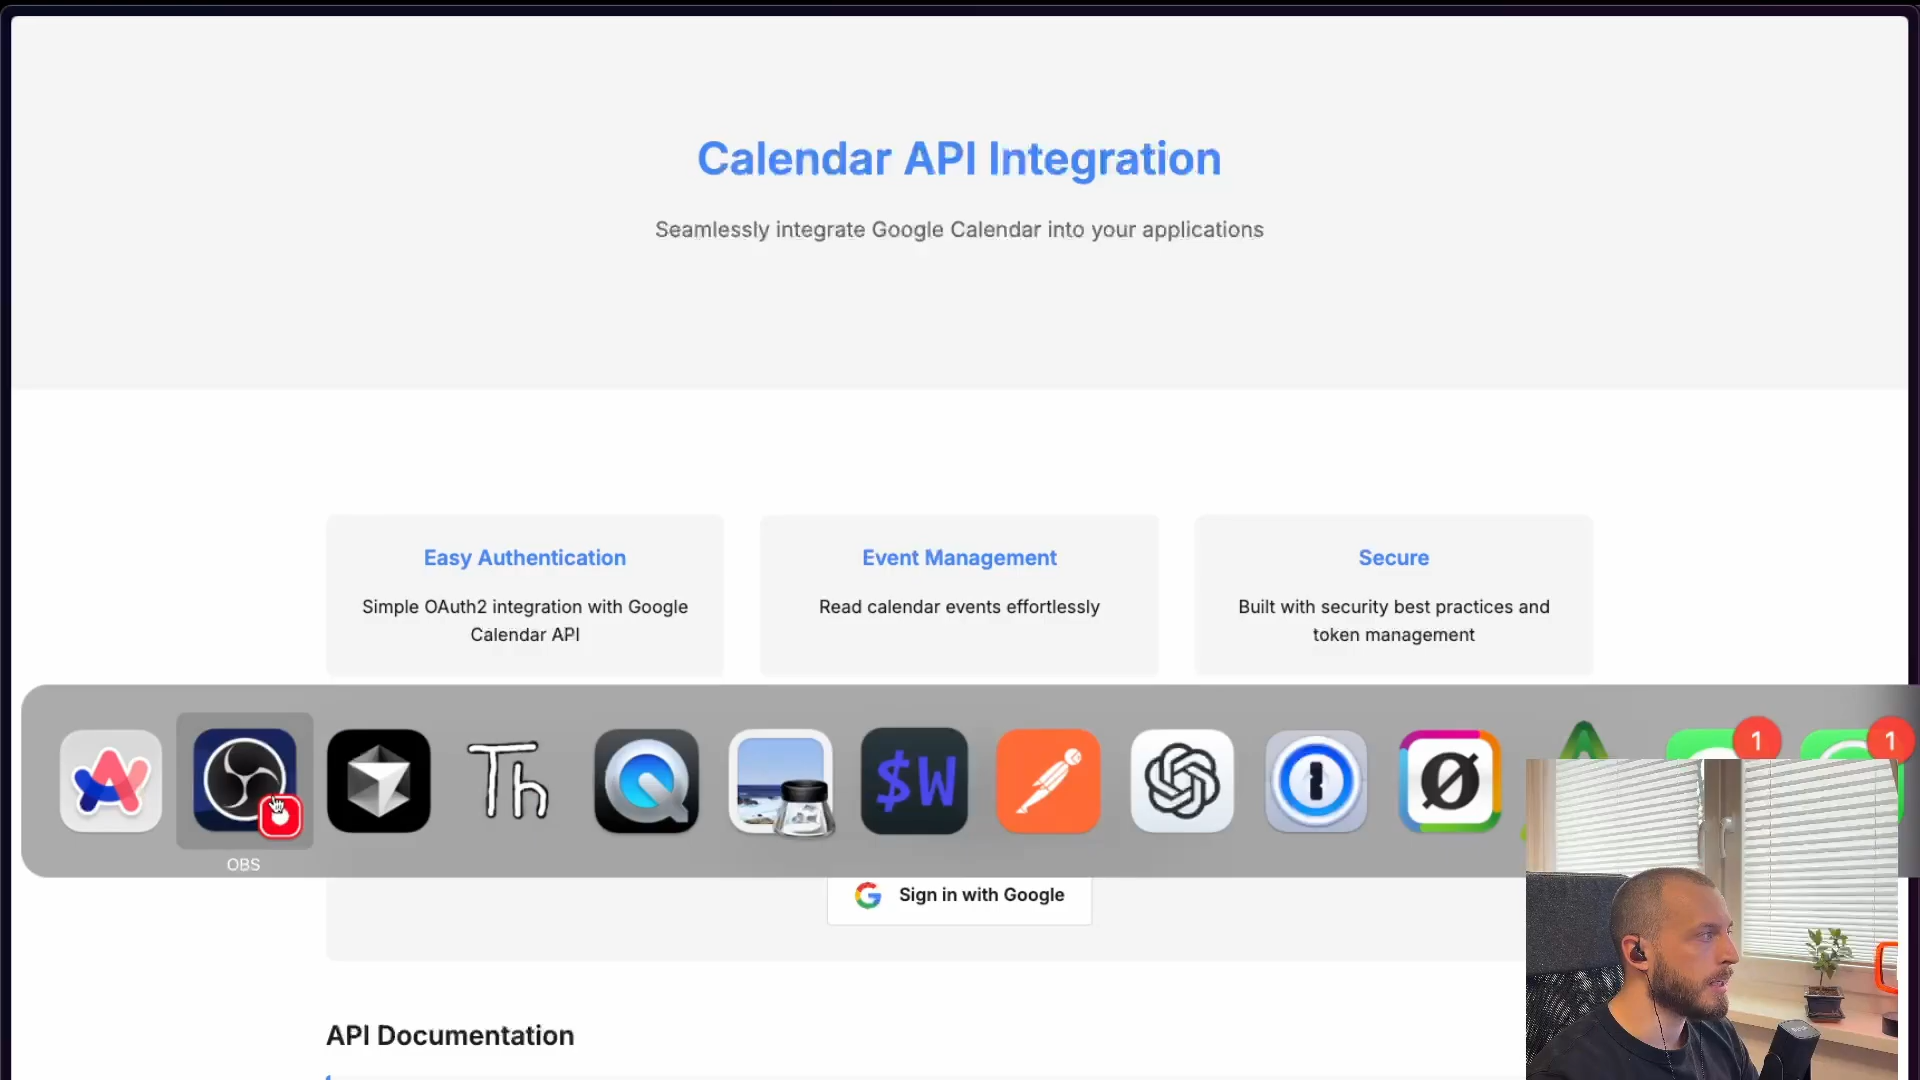 Calendar API Integration
Seamlessly integrate Google Calendar into your applications
Easy Authentication
Simple OAuth2 integration with Google
Calendar API
Event Management
Read calendar events effortlessly
Secure
Built with security best practices and
token management
Th
$W
1
1
OBS
Sign in with Google
API Documentation